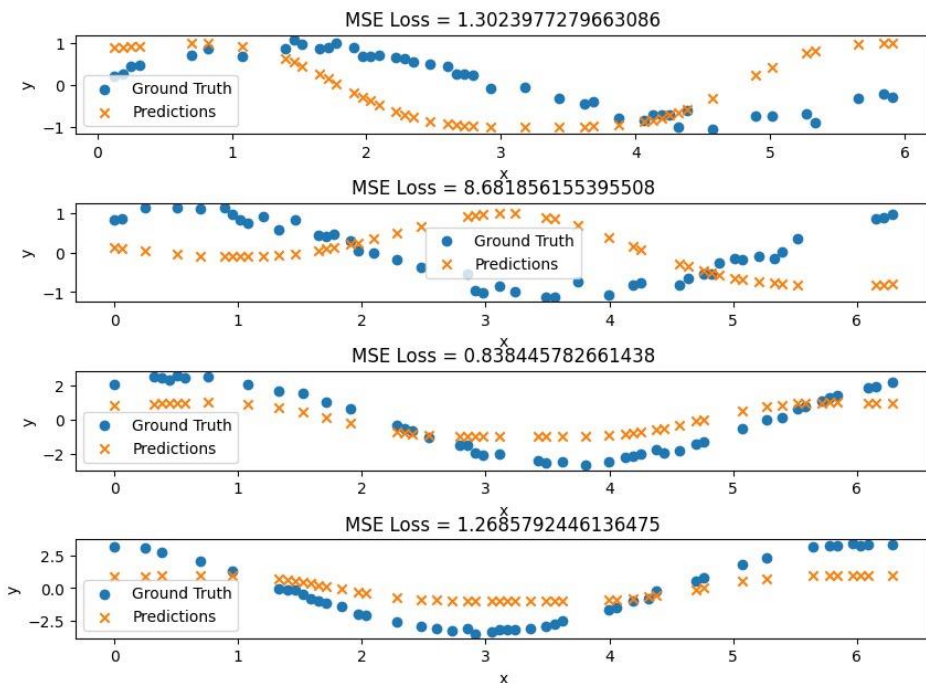 MSE Loss = 1.3023977279663086
1
0
−1
y
Ground Truth
Predictions
0 1 2 3 4 5 6
x
MSE Loss = 8.681856155395508
1
0
−1
y
Ground Truth
Predictions
0 1 2 3 4 5 6
x
MSE Loss = 0.838445782661438
2
0
−2
y
Ground Truth
Predictions
0 1 2 3 4 5 6
x
MSE Loss = 1.2685792446136475
2.5
0.0
−2.5
y
Ground Truth
Predictions
0 1 2 3 4 5 6
x